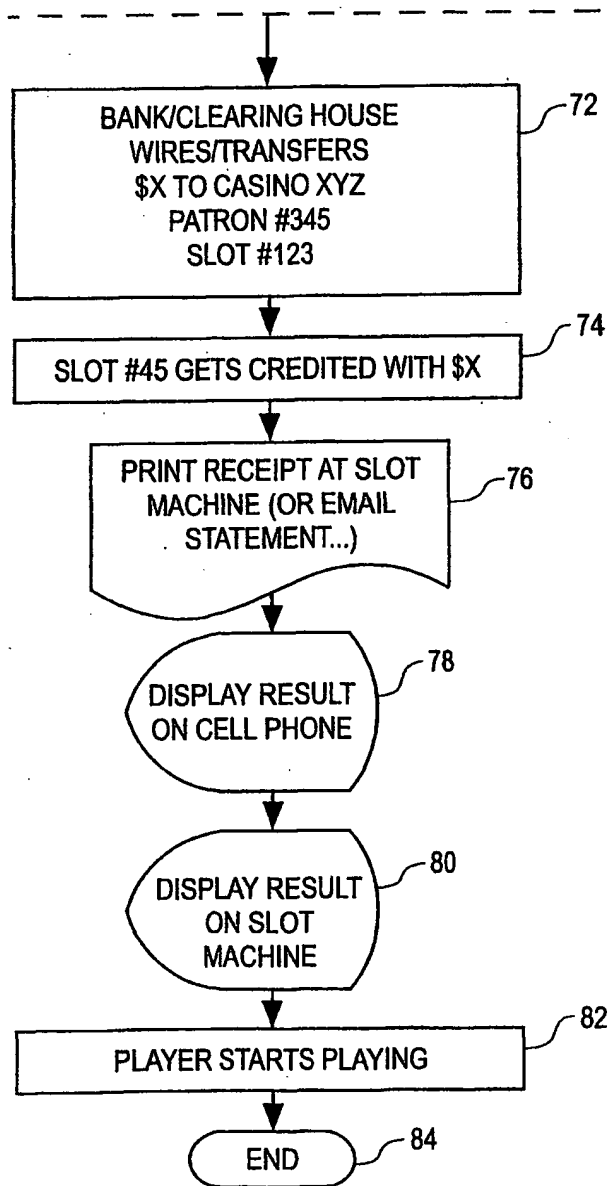 BANK/CLEARING HOUSE
WIRES/TRANSFERS
$X TO CASINO XYZ
PATRON #345
SLOT #123
72
SLOT #45 GETS CREDITED WITH $X
74
PRINT RECEIPT AT SLOT
MACHINE (OR EMAIL
STATEMENT...)
76
DISPLAY RESULT
ON CELL PHONE
78
DISPLAY RESULT
ON SLOT
MACHINE
80
PLAYER STARTS PLAYING
82
END
84